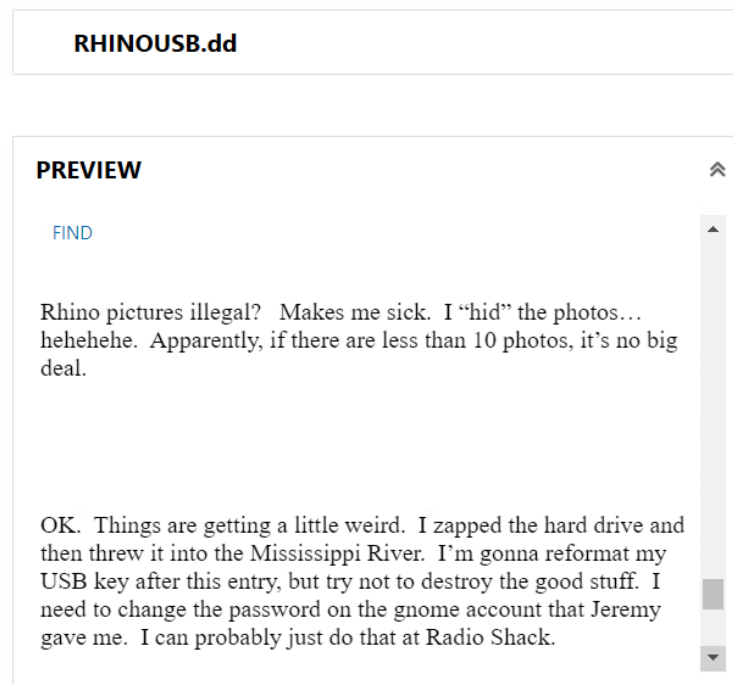 RHINOUSB.dd
PREVIEW
FIND
Rhino pictures illegal?   Makes me sick.  I “hid” the photos…
hehehehe.  Apparently, if there are less than 10 photos, it’s no big
deal.
OK.  Things are getting a little weird.  I zapped the hard drive and
then threw it into the Mississippi River.  I’m gonna reformat my
USB key after this entry, but try not to destroy the good stuff.  I
need to change the password on the gnome account that Jeremy
gave me.  I can probably just do that at Radio Shack.